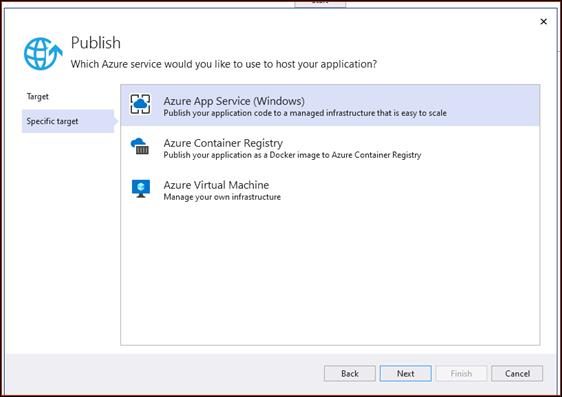 Publish
Which Azure service would you like to use to host your application?
Target
Specific target
Azure App Service (Windows)
Publish your application code to a managed infrastructure that is easy to scale
Azure Container Registry
Publish your application as a Docker image to Azure Container Registry
Azure Virtual Machine
Manage your own infrastructure
Back
Next
Finish
Cancel